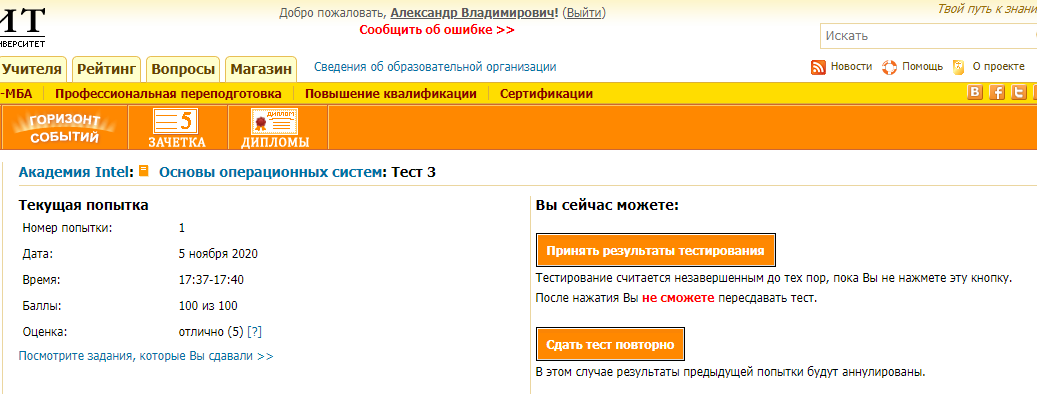 ИТ
НИВЕРСИТЕТ
Добро пожаловать, Александр Владимирович! (Выйти)
Сообщить об ошибке >>
Твой путь к знани
Искать
Учителя Рейтинг Вопросы Магазин Сведения об образовательной организации
Новости Помощь О проекте
-МБА Профессиональная переподготовка Повышение квалификации Сертификации
ГОРИЗОНТ
СОБЫТИЙ
5
ЗАЧЕТКА
ДИПЛОМ
ДИПЛОМЫ
Академия Intel: Основы операционных систем: Тест 3
Текущая попытка
Номер попытки: 1
Дата: 5 ноября 2020
Время: 17:37-17:40
Баллы: 100 из 100
Оценка: отлично (5) [?]
Посмотрите задания, которые Вы сдавали >>
Вы сейчас можете:
Принять результаты тестирования
Тестирование считается незавершенным до тех пор, пока Вы не нажмете эту кнопку.
После нажатия Вы не сможете пересдавать тест.
Сдать тест повторно
В этом случае результаты предыдущей попытки будут аннулированы.